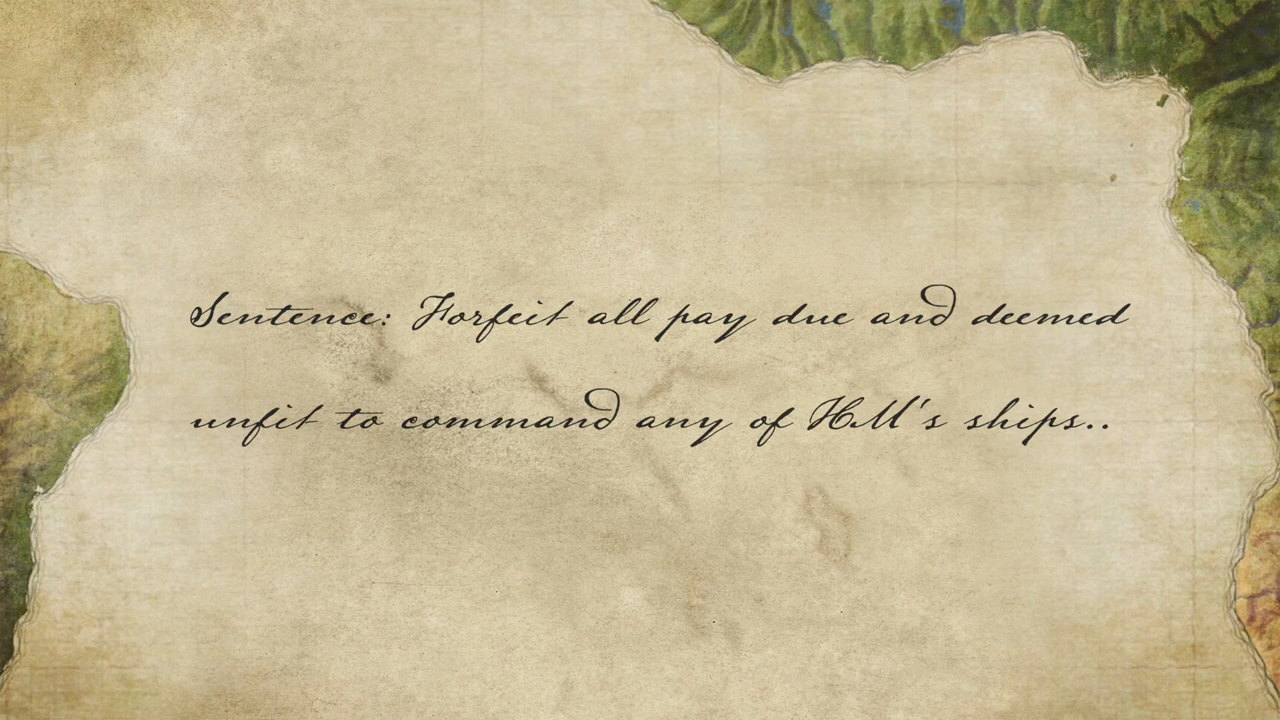 Sentence: Forfeit all pay due and deemed
unfit to command any of HM's ships..